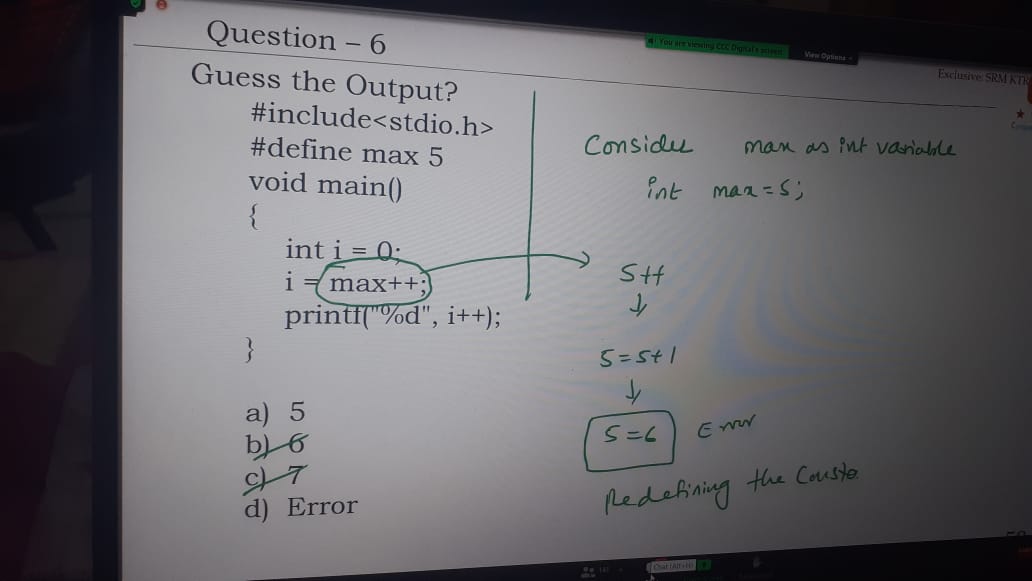 Question – 6
You are viewing CCC Digital's screen
View Options
Exclusive: SRM KTR
Guess the Output?
#include<stdio.h>
#define max 5
void main()
{
int i = 0;
i = max++;
printf("%d", i++);
}
a) 5
b) 6
c) 7
d) Error
Consider max as int variable
int max = 5;
5++
↓
5 = 5+1
↓
5 = 6 Error
Redefining the
Chat (Alt+H)